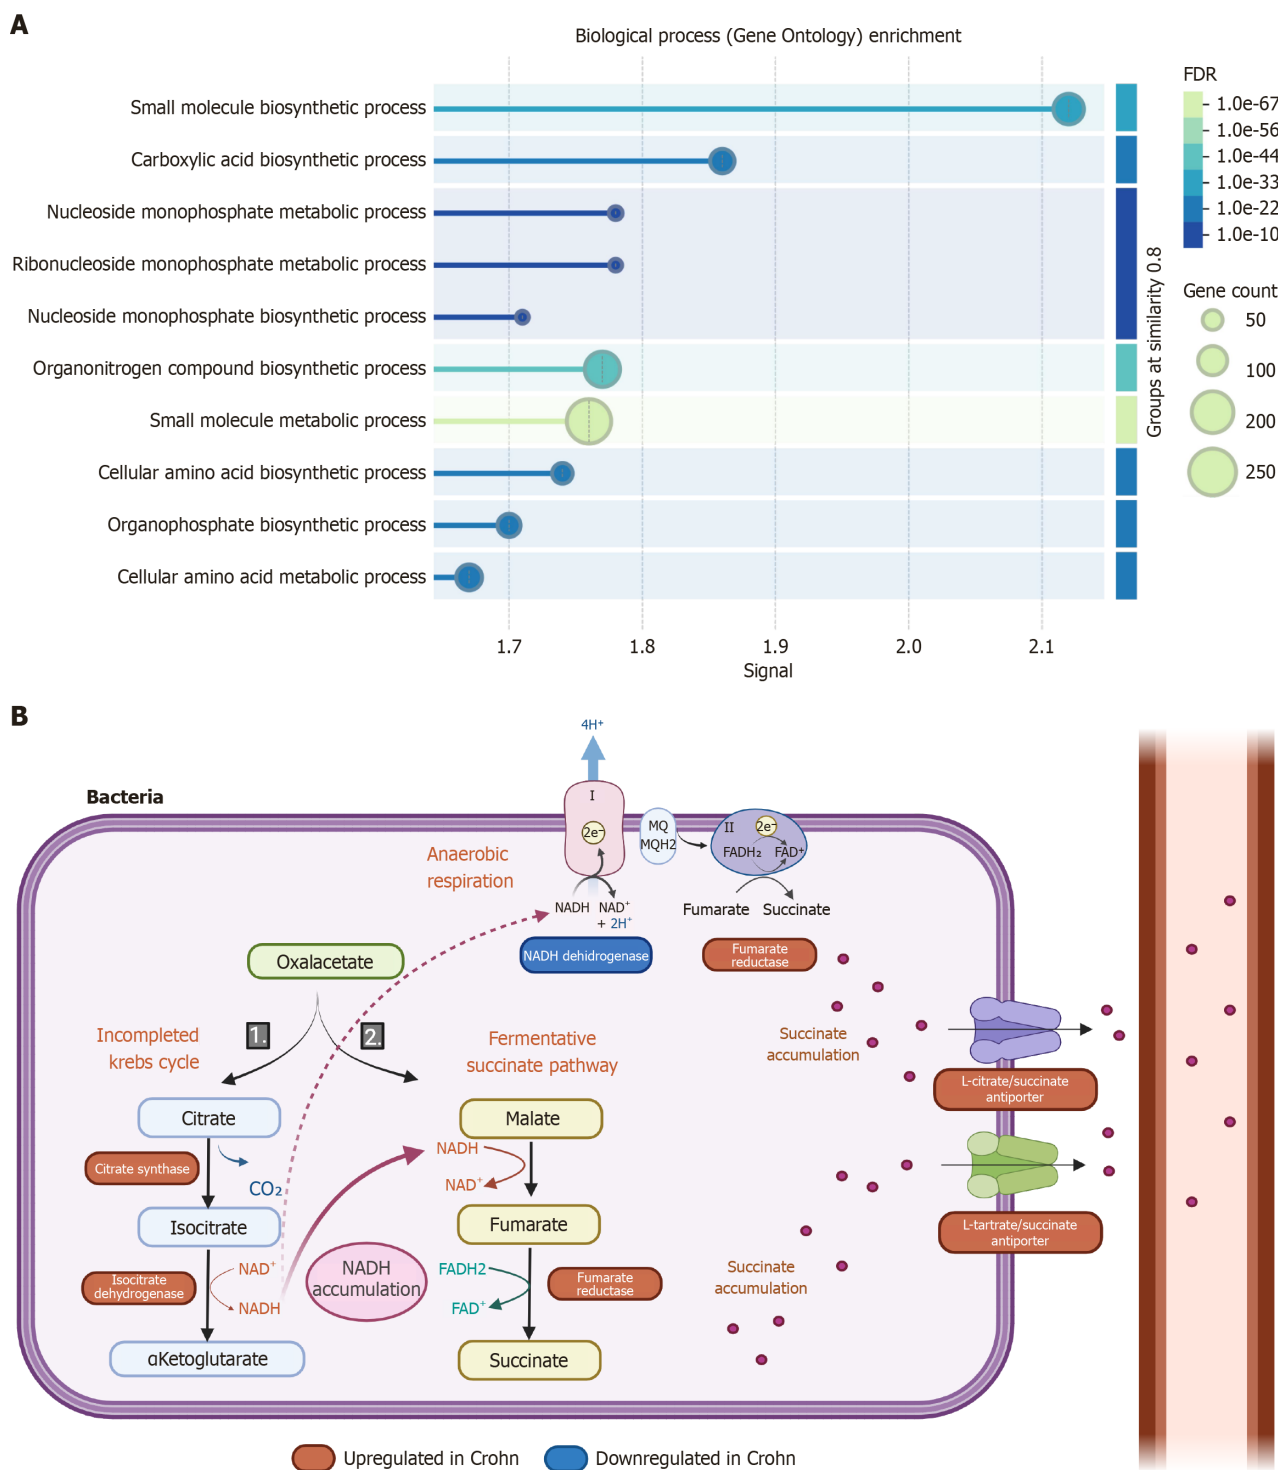 A
Biological process (Gene Ontology) enrichment
Small molecule biosynthetic process
Carboxylic acid biosynthetic process
Nucleoside monophosphate metabolic process
Ribonucleoside monophosphate metabolic process
Nucleoside monophosphate biosynthetic process
Organonitrogen compound biosynthetic process
Small molecule metabolic process
Cellular amino acid biosynthetic process
Organophosphate biosynthetic process
Cellular amino acid metabolic process
1.7 1.8 1.9 2.0 2.1
Signal
Groups at similarity 0.8
FDR
1.0e-67
1.0e-56
1.0e-44
1.0e-33
1.0e-22
1.0e-10
Gene count
50
100
200
250
B
Bacteria
4H⁺
I
2e⁻
MQ
MQH2
II
2e⁻
FADH₂ FAD⁺
Anaerobic
respiration
NADH NAD⁺
+ 2H⁺
Fumarate Succinate
NADH dehidrogenase
Fumarate
reductase
Oxalacetate
1.
2.
Incompleted
krebs cycle
Fermentative
succinate pathway
Citrate
Citrate synthase
CO₂
Isocitrate
Isocitrate
dehydrogenase
NAD⁺
NADH
αKetoglutarate
NADH
accumulation
Malate
NADH
NAD⁺
Fumarate
FADH2
FAD⁺
Fumarate
reductase
Succinate
Succinate
accumulation
Succinate
accumulation
L-citrate/succinate
antiporter
L-tartrate/succinate
antiporter
Upregulated in Crohn
Downregulated in Crohn